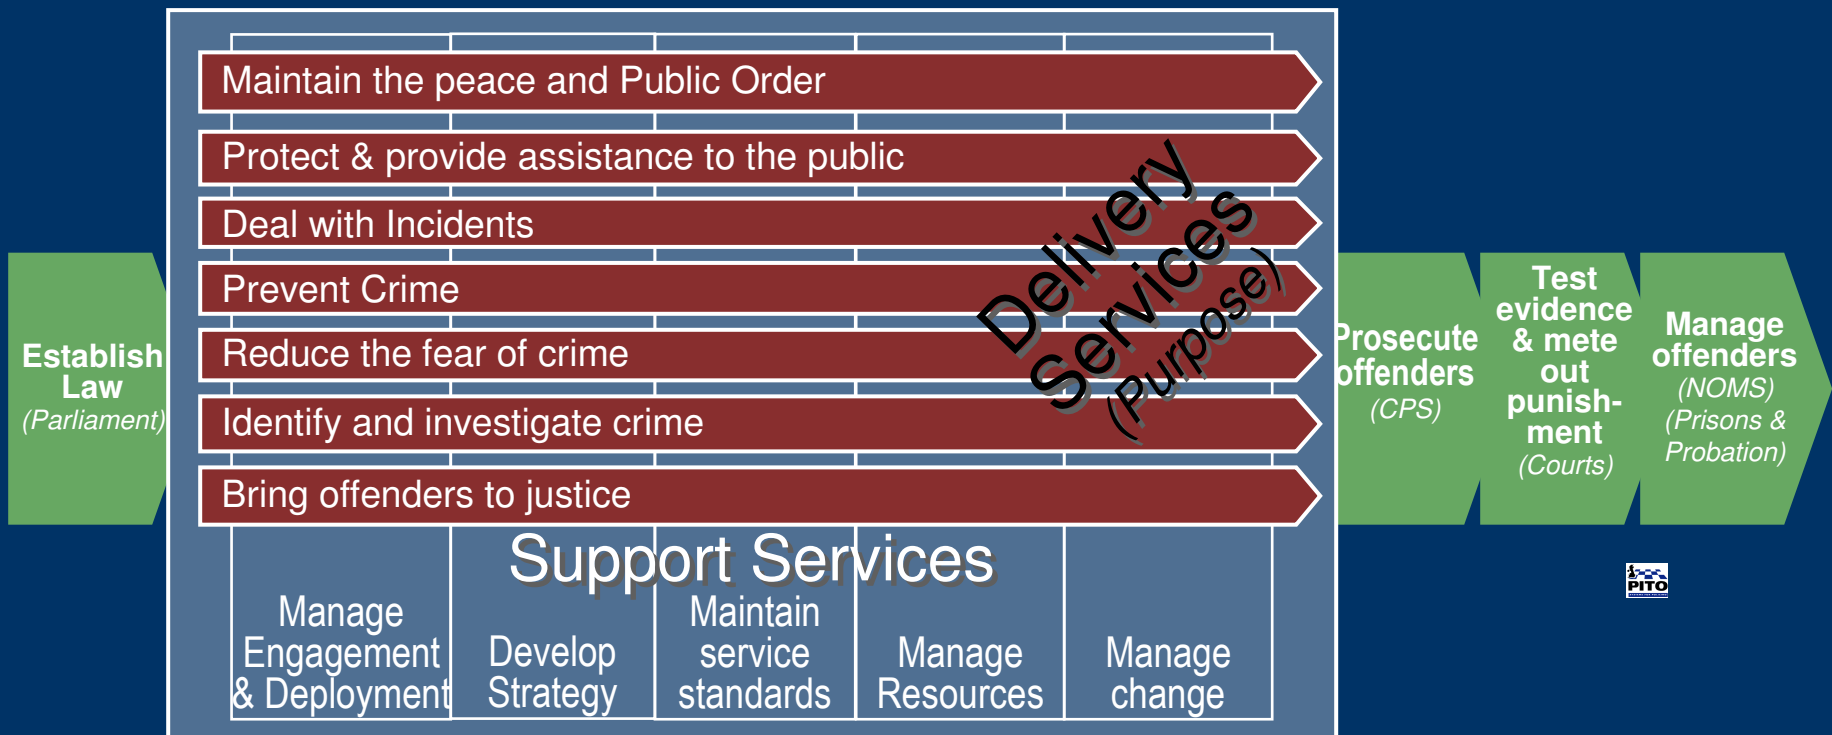 Maintain the peace and Public Order
Protect & provide assistance to the public
Deal with Incidents
Prevent Crime
Reduce the fear of crime
Identify and investigate crime
Bring offenders to justice
Delivery
Services
(Purpose)
Establish
Law
(Parliament)
Prosecute
offenders
(CPS)
Test
evidence
& mete
out
punish-
ment
(Courts)
Manage
offenders
(NOMS)
(Prisons &
Probation)
Support Services
Manage
Engagement
& Deployment
Develop
Strategy
Maintain
service
standards
Manage
Resources
Manage
change
PITO